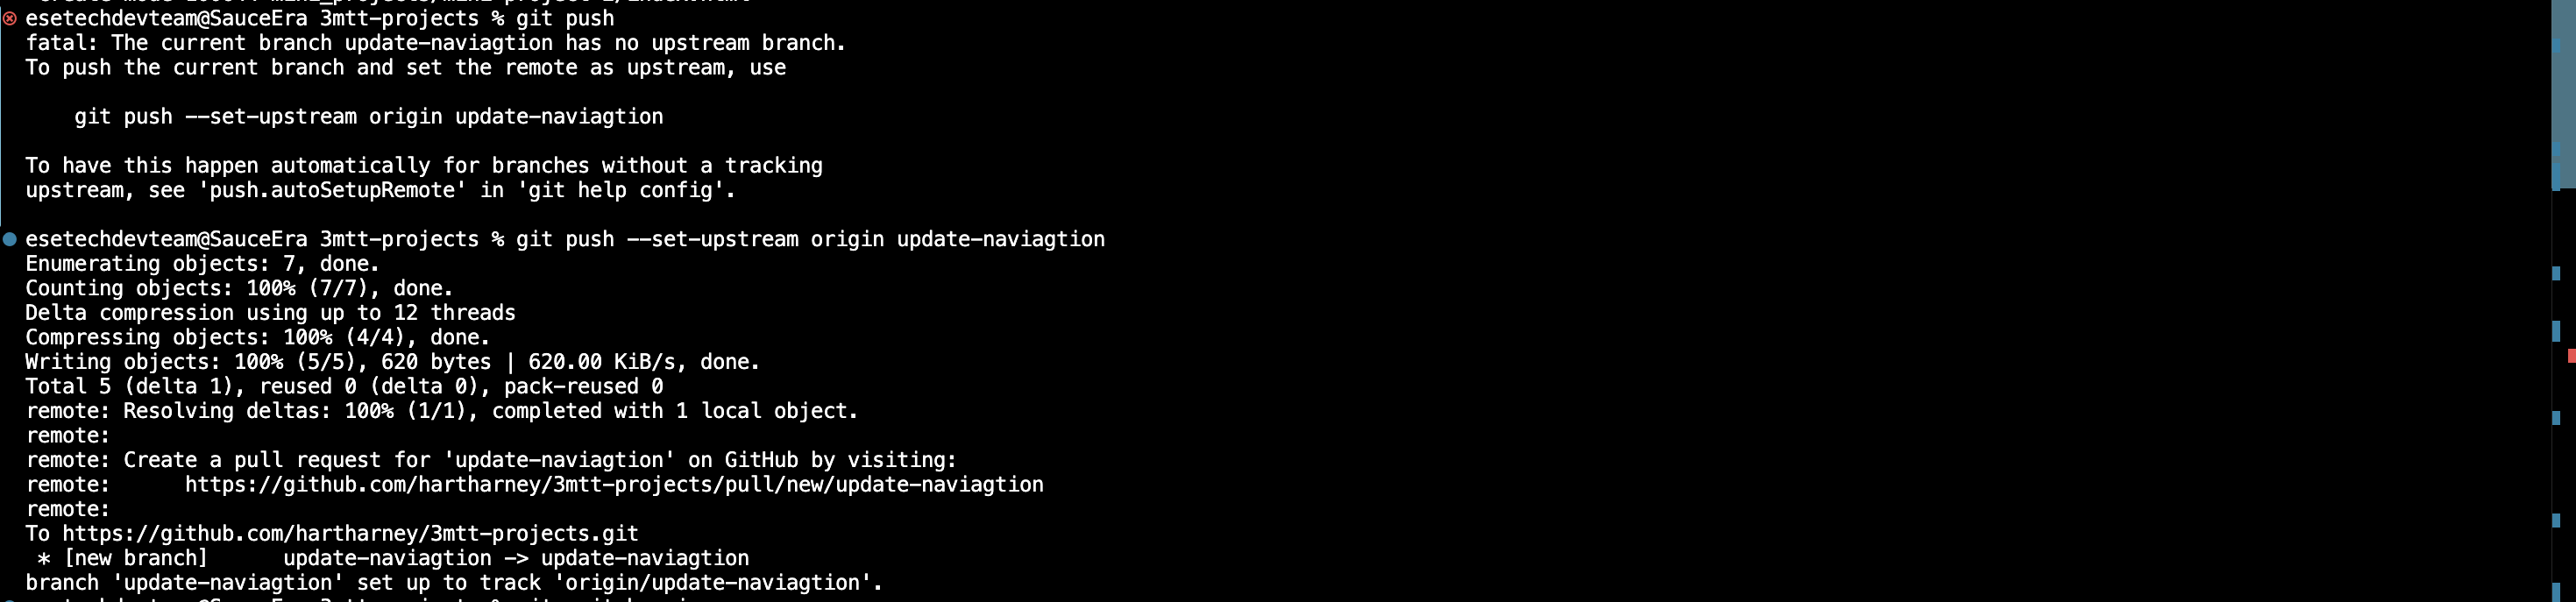 esetechdevteam@SauceEra 3mtt-projects % git push
fatal: The current branch update-naviagtion has no upstream branch.
To push the current branch and set the remote as upstream, use
git push --set-upstream origin update-naviagtion
To have this happen automatically for branches without a tracking
upstream, see 'push.autoSetupRemote' in 'git help config'.
esetechdevteam@SauceEra 3mtt-projects % git push --set-upstream origin update-naviagtion
Enumerating objects: 7, done.
Counting objects: 100% (7/7), done.
Delta compression using up to 12 threads
Compressing objects: 100% (4/4), done.
Writing objects: 100% (5/5), 620 bytes | 620.00 KiB/s, done.
Total 5 (delta 1), reused 0 (delta 0), pack-reused 0
remote: Resolving deltas: 100% (1/1), completed with 1 local object.
remote:
remote: Create a pull request for 'update-naviagtion' on GitHub by visiting:
remote:      https://github.com/hartharney/3mtt-projects/pull/new/update-naviagtion
remote:
To https://github.com/hartharney/3mtt-projects.git
* [new branch]      update-naviagtion -> update-naviagtion
branch 'update-naviagtion' set up to track 'origin/update-naviagtion'.